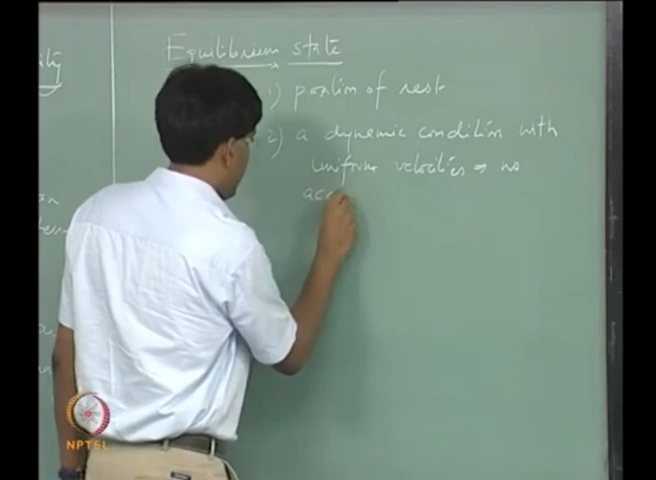 Equilibrium state
1) position of rest
2) a dynamic condition with
uniform velocities ⇒ no
acc
NPTEL